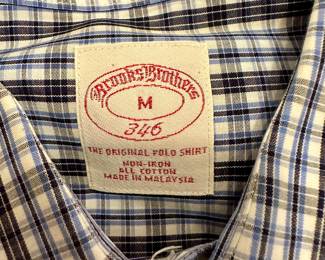 Brooks Brothers
M
346
THE ORIGINAL POLO SHIRT
NON-IRON
ALL COTTON
MADE IN MALAYSIA